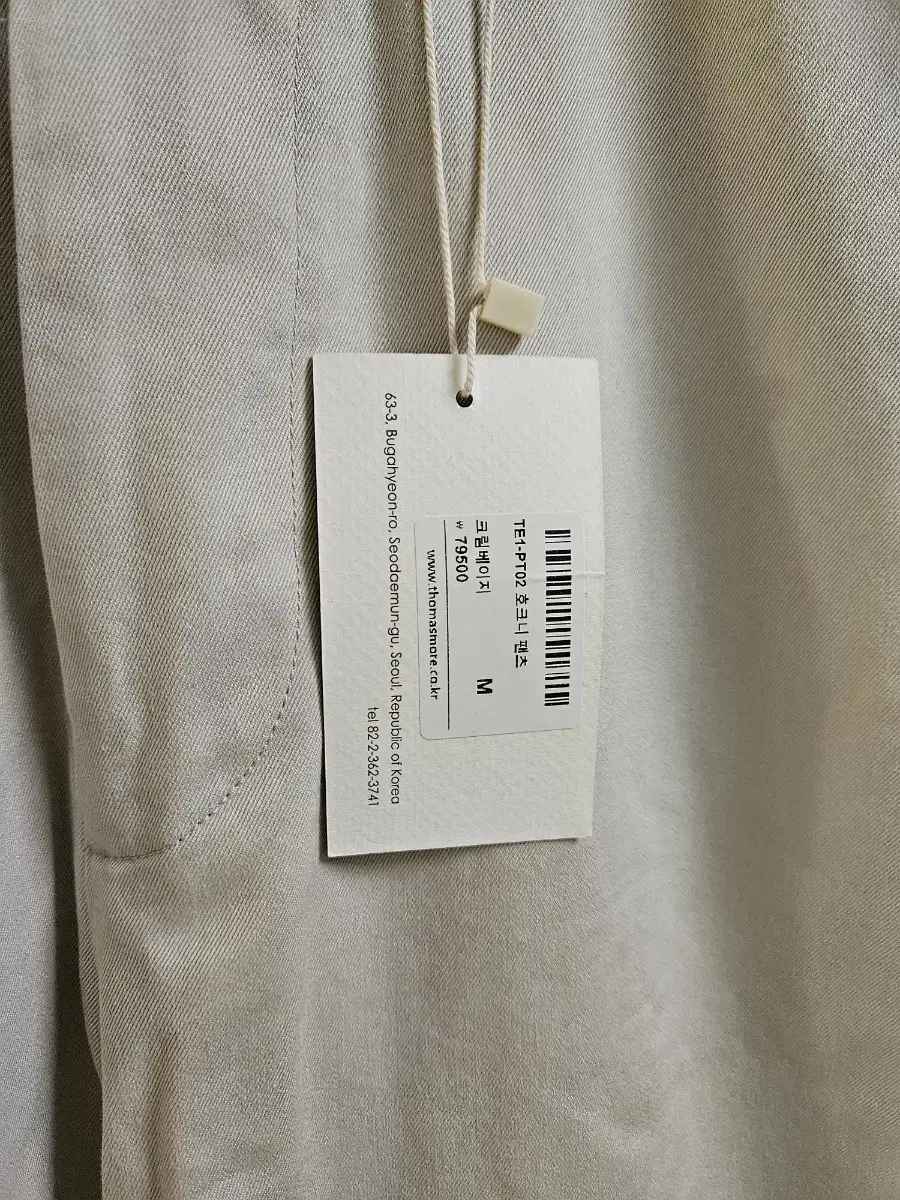 TE1-PT02 호크니 팬츠
크림베이지 M
₩ 79500
www.thomasmore.co.kr
63-3, Bugahyeon-ro, Seodaemun-gu, Seoul, Republic of Korea
tel 82-2-362-3741